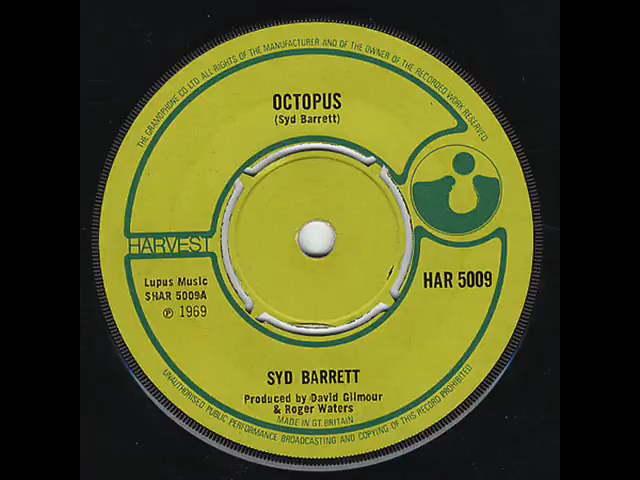 THE GRAMOPHONE CO LTD. ALL RIGHTS OF THE MANUFACTURER AND OF THE OWNER OF THE RECORDED WORK RESERVED
OCTOPUS
(Syd Barrett)
HARVEST
Lupus Music
SHAR 5009A
℗ 1969
HAR 5009
SYD BARRETT
Produced by David Gilmour
& Roger Waters
MADE IN GT. BRITAIN
UNAUTHORISED PUBLIC PERFORMANCE BROADCASTING AND COPYING OF THIS RECORD PROHIBITED